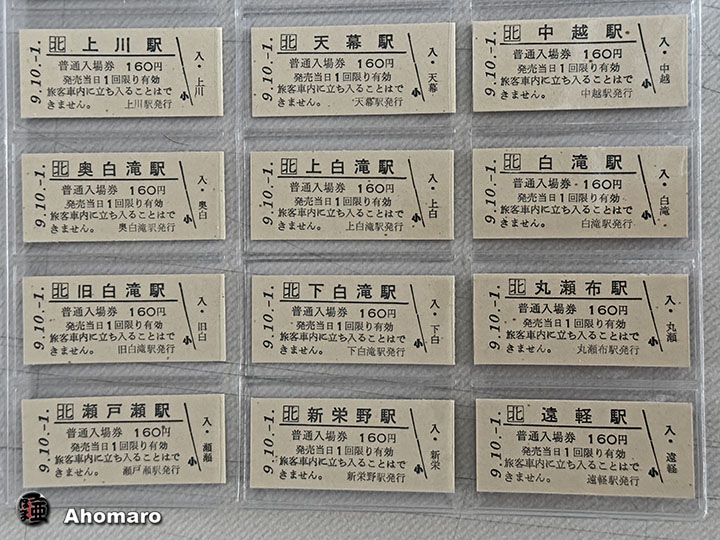 9.10.-1.
北 上川駅
普通入場券 160円
発売当日1回限り有効
旅客車内に立ち入ることはで
きません。 上川駅発行
入・上川
小
9.10.-1.
北 天幕駅
普通入場券 160円
発売当日1回限り有効
旅客車内に立ち入ることはで
きません。 天幕駅発行
入・天幕
小
9.10.-1.
北 中越駅
普通入場券 160円
発売当日1回限り有効
旅客車内に立ち入ることはで
きません。 中越駅発行
入・中越
小
9.10.-1.
北 奥白滝駅
普通入場券 160円
発売当日1回限り有効
旅客車内に立ち入ることはで
きません。 奥白滝駅発行
入・奥白
小
9.10.-1.
北 上白滝駅
普通入場券 160円
発売当日1回限り有効
旅客車内に立ち入ることはで
きません。 上白滝駅発行
入・上白
小
9.10.-1.
北 白滝駅
普通入場券 160円
発売当日1回限り有効
旅客車内に立ち入ることはで
きません。 白滝駅発行
入・白滝
小
9.10.-1.
北 旧白滝駅
普通入場券 160円
発売当日1回限り有効
旅客車内に立ち入ることはで
きません。 旧白滝駅発行
入・旧白
小
9.10.-1.
北 下白滝駅
普通入場券 160円
発売当日1回限り有効
旅客車内に立ち入ることはで
きません。 下白滝駅発行
入・下白
小
9.10.-1.
北 丸瀬布駅
普通入場券 160円
発売当日1回限り有効
旅客車内に立ち入ることはで
きません。 丸瀬布駅発行
入・丸瀬
小
9.10.-1.
北 瀬戸瀬駅
普通入場券 160円
発売当日1回限り有効
旅客車内に立ち入ることはで
きません。 瀬戸瀬駅発行
入・瀬瀬
小
9.10.-1.
北 新栄野駅
普通入場券 160円
発売当日1回限り有効
旅客車内に立ち入ることはで
きません。 新栄野駅発行
入・新栄
小
9.10.-1.
北 遠軽駅
普通入場券 160円
発売当日1回限り有効
旅客車内に立ち入ることはで
きません。 遠軽駅発行
入・遠軽
小
Ahomaro